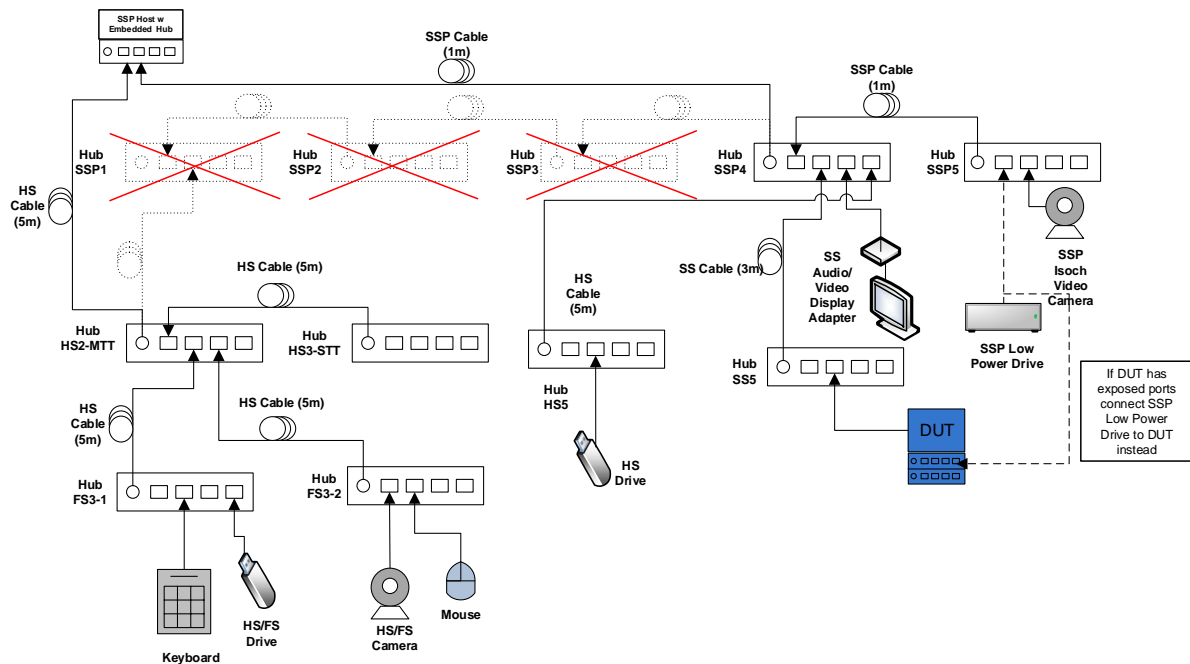 SSP Host w
Embedded Hub
SSP Cable
(1m)
SSP Cable
(1m)
Hub
SSP1
Hub
SSP2
Hub
SSP3
Hub
SSP4
Hub
SSP5
HS
Cable
(5m)
HS Cable (5m)
HS
Cable
(5m)
SS Cable (3m)
SS
Audio/
Video
Display
Adapter
SSP
Isoch
Video
Camera
SSP Low
Power Drive
Hub
HS2-MTT
Hub
HS3-STT
Hub
HS5
Hub
SS5
If DUT has
exposed ports
connect SSP
Low Power
Drive to DUT
instead
HS
Cable
(5m)
HS Cable (5m)
DUT
HS
Drive
Hub
FS3-1
Hub
FS3-2
Keyboard
HS/FS
Drive
HS/FS
Camera
Mouse